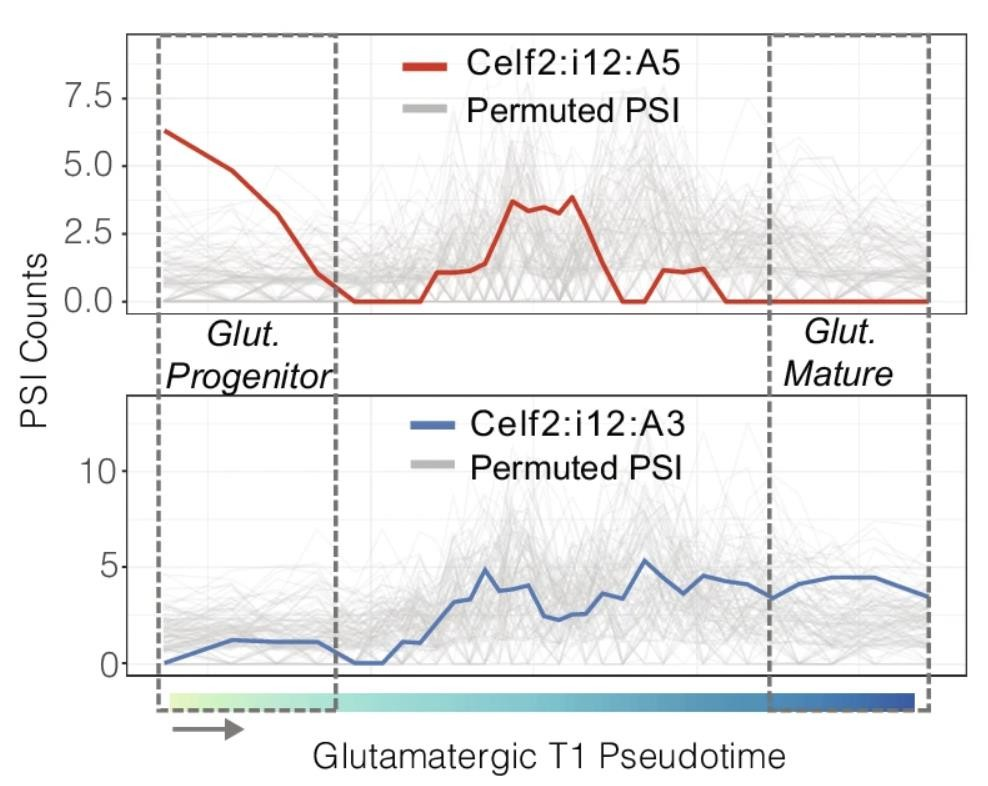 Celf2:i12:A5
Permuted PSI
7.5
5.0
2.5
0.0
PSI Counts
Glut.
Progenitor
Glut.
Mature
Celf2:i12:A3
Permuted PSI
10
5
0
Glutamatergic T1 Pseudotime